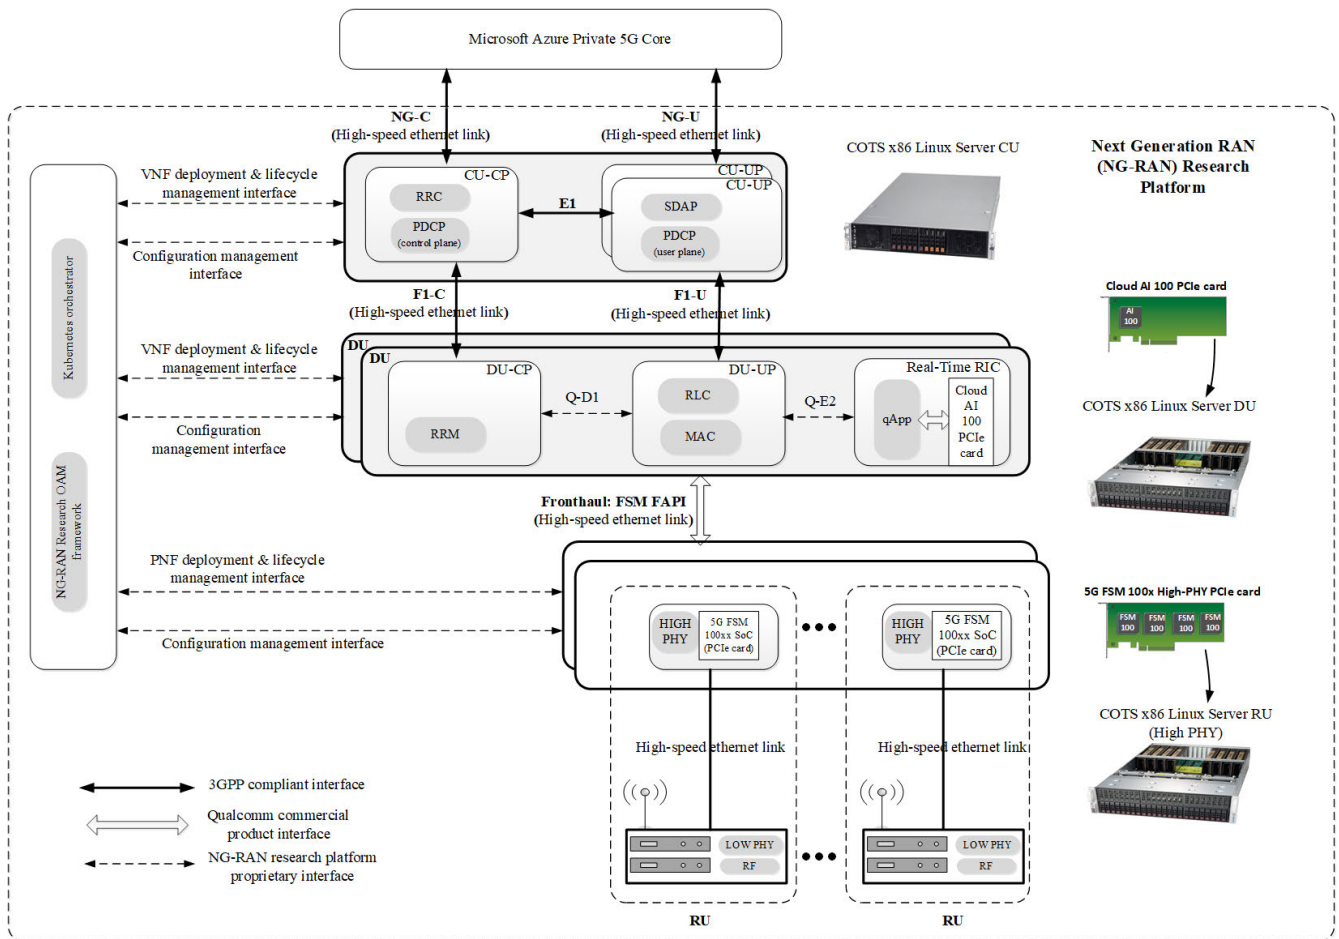 Microsoft Azure Private 5G Core
NG-C
(High-speed ethernet link)
NG-U
(High-speed ethernet link)
COTS x86 Linux Server CU
Next Generation RAN
(NG-RAN) Research
Platform
VNF deployment & lifecycle
management interface
Configuration management
interface
CU-CP
RRC
PDCP
(control plane)
E1
CU-UP
CU-UP
SDAP
PDCP
(user plane)
Kubernetes orchestrator
NG-RAN Research OAM
framework
F1-C
(High-speed ethernet link)
F1-U
(High-speed ethernet link)
Cloud AI 100 PCIe card
AI
100
COTS x86 Linux Server DU
VNF deployment & lifecycle
management interface
Configuration
management interface
DU
DU
DU-CP
RRM
Q-D1
DU-UP
RLC
MAC
Q-E2
Real-Time RIC
qApp
Cloud
AI
100
PCIe
card
Fronthaul: FSM FAPI
(High-speed ethernet link)
PNF deployment & lifecycle
management interface
Configuration management interface
HIGH
PHY
5G FSM
100xx SoC
(PCIe card)
HIGH
PHY
5G FSM
100xx SoC
(PCIe card)
5G FSM 100x High-PHY PCIe card
FSM
100
FSM
100
FSM
100
FSM
100
COTS x86 Linux Server RU
(High PHY)
High-speed ethernet link
High-speed ethernet link
LOW PHY
RF
LOW PHY
RF
RU
RU
3GPP compliant interface
Qualcomm commercial
product interface
NG-RAN research platform
proprietary interface